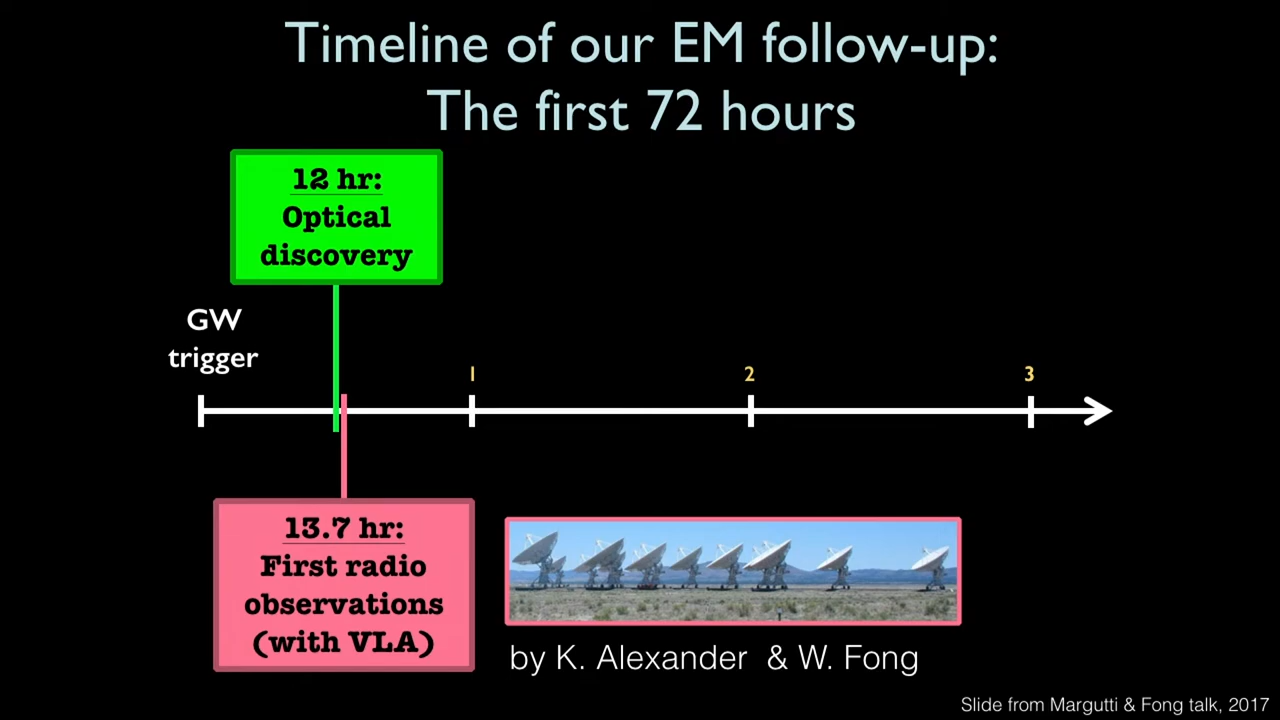 Timeline of our EM follow-up:
The first 72 hours
12 hr:
Optical
discovery
GW
trigger
1
2
3
13.7 hr:
First radio
observations
(with VLA)
by K. Alexander & W. Fong
Slide from Margutti & Fong talk, 2017